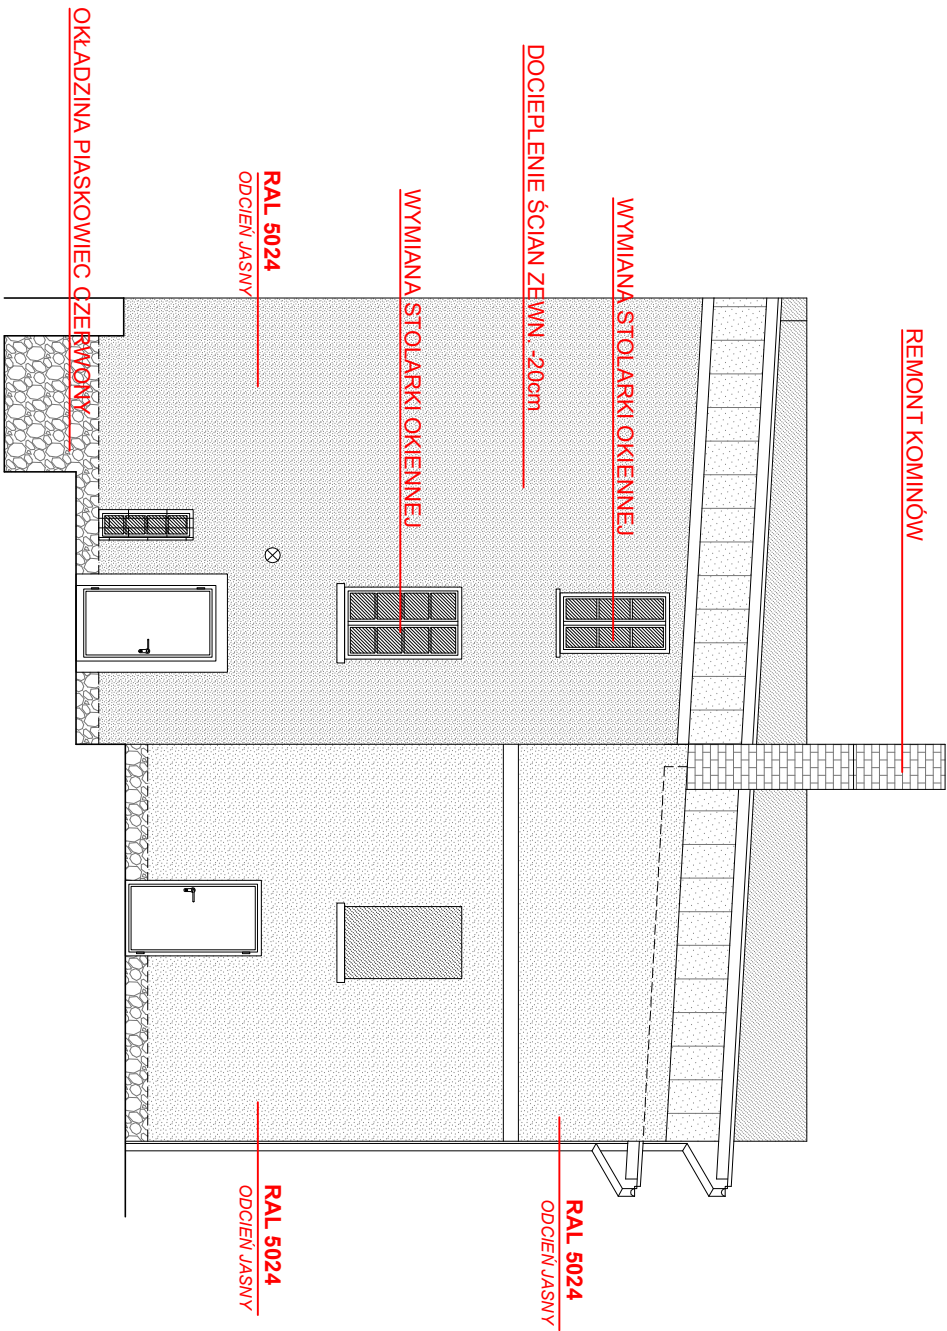 REMONT KOMINÓW
WYMIANA STOLARKI OKIENNEJ
DOCIEPLENIE ŚCIAN ZEWN. -20cm
WYMIANA STOLARKI OKIENNEJ
RAL 5024
ODCIEŃ JASNY
OKŁADZINA PIASKOWIEC CZERWONY
RAL 5024
ODCIEŃ JASNY
RAL 5024
ODCIEŃ JASNY